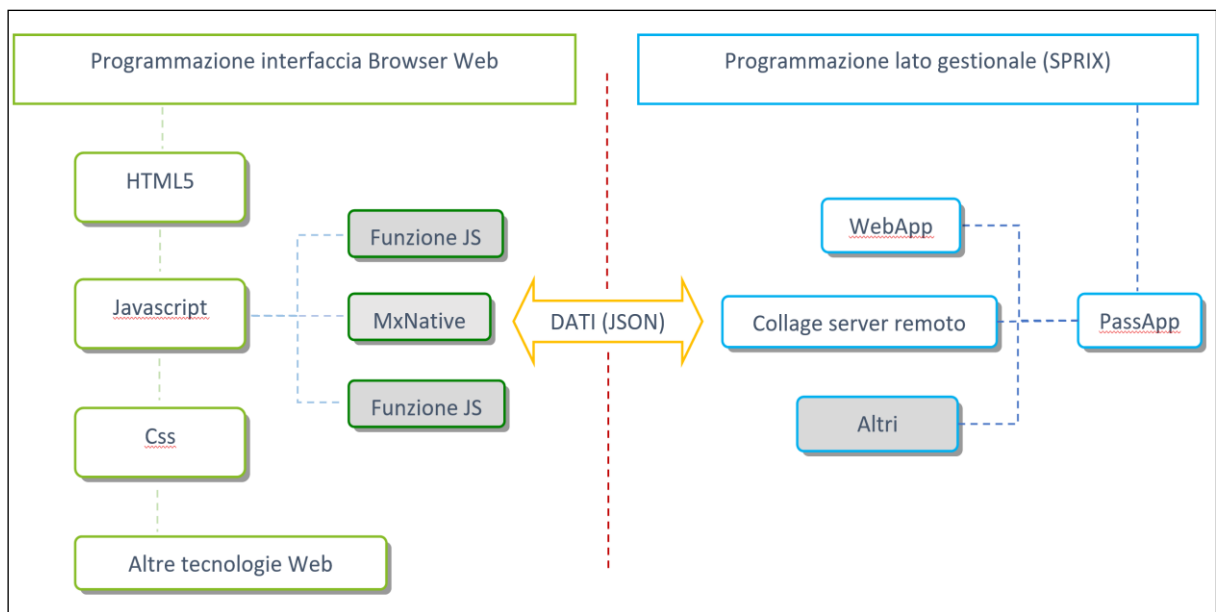 Programmazione interfaccia Browser Web
Programmazione lato gestionale (SPRIX)
HTML5
Funzione JS
WebApp
Javascript
MxNative
DATI (JSON)
Collage server remoto
PassApp
Funzione JS
Altri
Css
Altre tecnologie Web